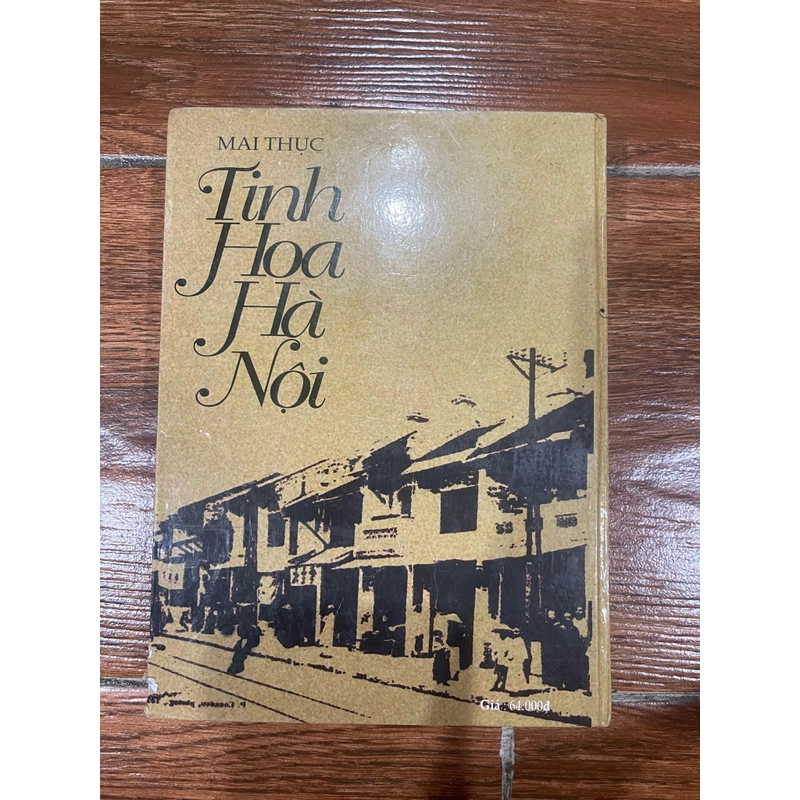 MAI THỤC
Tinh
Hoa
Hà
Nội
Giá : 64.000đ